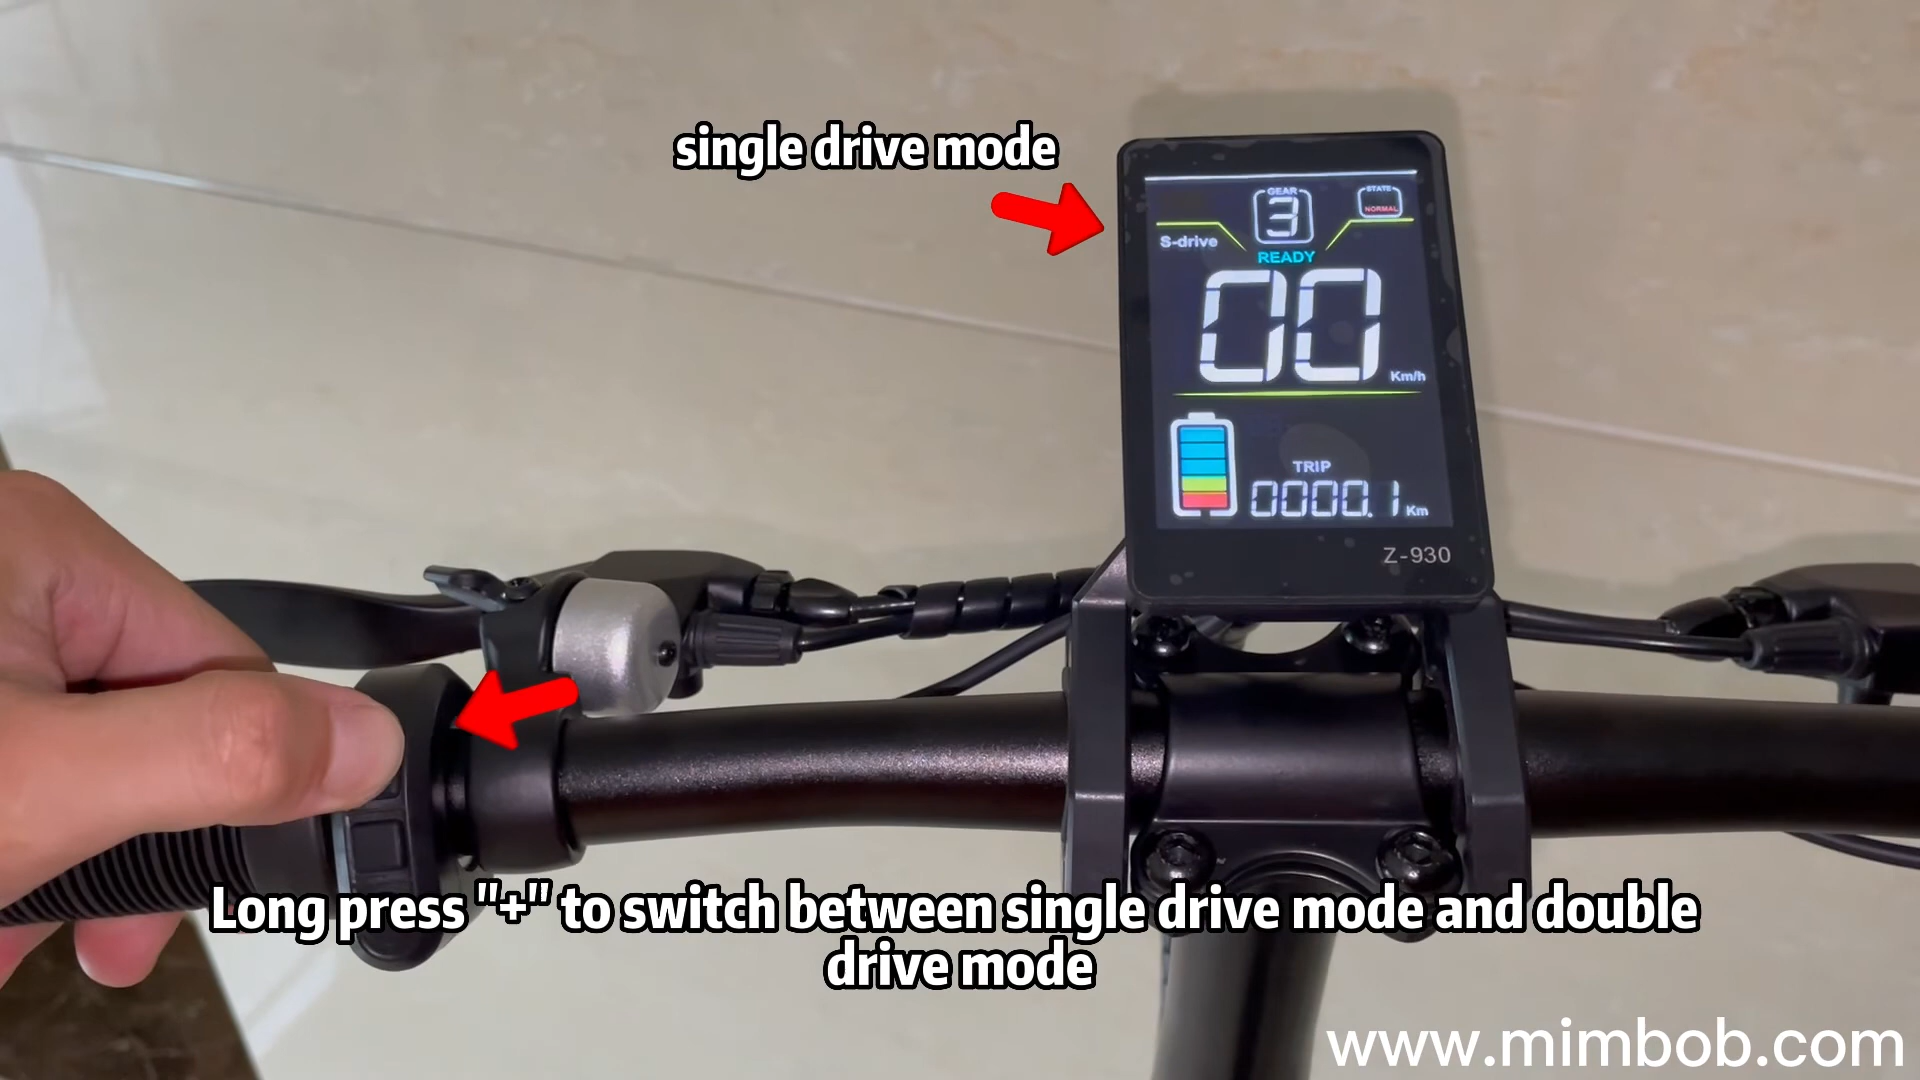 single drive mode
GEAR
3
STATE
NORMAL
S-drive
READY
00
Km/h
TRIP
0000.1 Km
Z-930
Long press "+" to switch between single drive mode and double
drive mode
www.mimbob.com